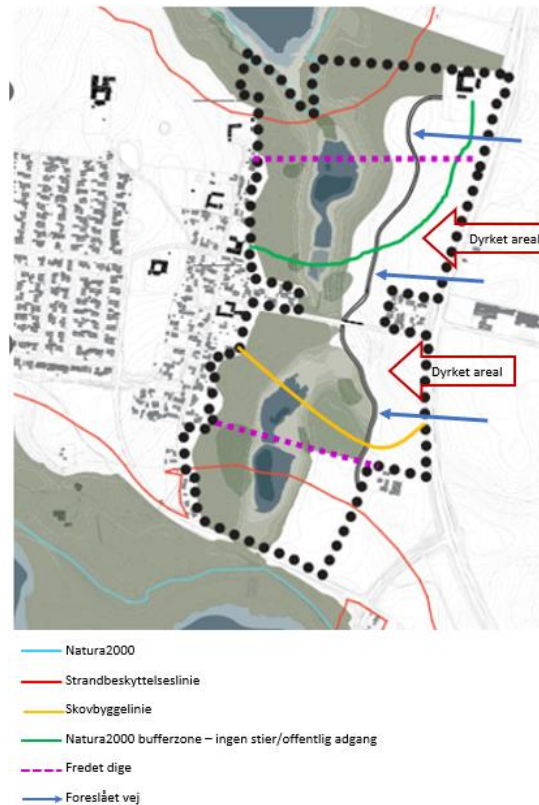 Dyrket areal
Dyrket areal
Natura2000
Strandbeskyttelseslinie
Skovbyggelinie
Natura2000 bufferzone – ingen stier/offentlig adgang
Fredet dige
Foreslået vej